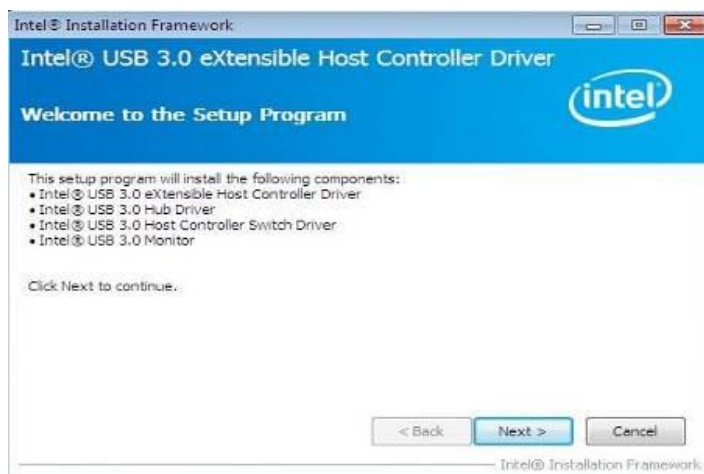 Intel® Installation Framework
Intel® USB 3.0 eXtensible Host Controller Driver
intel
Welcome to the Setup Program
This setup program will install the following components:
• Intel® USB 3.0 eXtensible Host Controller Driver
• Intel® USB 3.0 Hub Driver
• Intel® USB 3.0 Host Controller Switch Driver
• Intel® USB 3.0 Monitor
Click Next to continue.
< Back Next > Cancel
Intel® Installation Framework